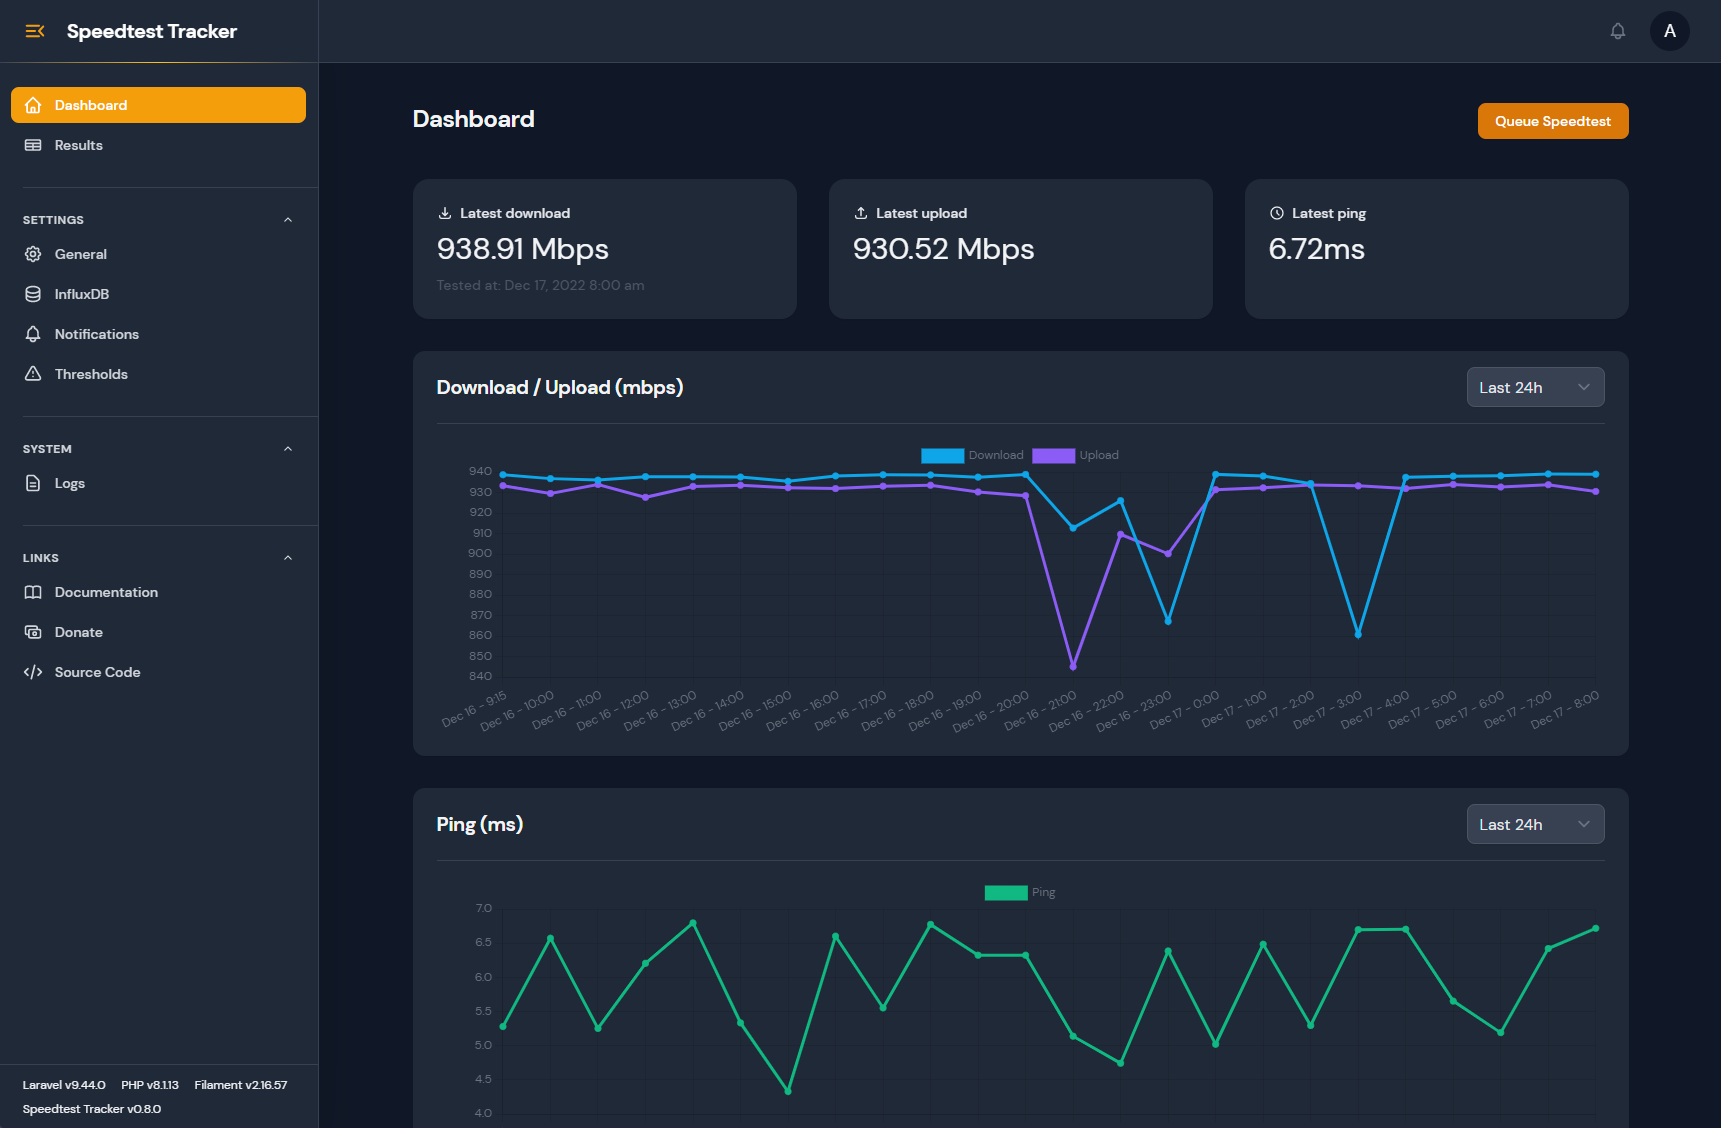 Speedtest Tracker
A
Dashboard
Results
SETTINGS
General
InfluxDB
Notifications
Thresholds
SYSTEM
Logs
LINKS
Documentation
Donate
Source Code
Laravel v9.44.0 PHP v8.1.13 Filament v2.16.57
Speedtest Tracker v0.8.0
Dashboard
Queue Speedtest
Latest download
938.91 Mbps
Tested at: Dec 17, 2022 8:00 am
Latest upload
930.52 Mbps
Latest ping
6.72ms
Download / Upload (mbps)
Last 24h
Download Upload
940
930
920
910
900
890
880
870
860
850
840
Dec 16 - 9:15
Dec 16 - 10:00
Dec 16 - 11:00
Dec 16 - 12:00
Dec 16 - 13:00
Dec 16 - 14:00
Dec 16 - 15:00
Dec 16 - 16:00
Dec 16 - 17:00
Dec 16 - 18:00
Dec 16 - 19:00
Dec 16 - 20:00
Dec 16 - 21:00
Dec 16 - 22:00
Dec 16 - 23:00
Dec 17 - 0:00
Dec 17 - 1:00
Dec 17 - 2:00
Dec 17 - 3:00
Dec 17 - 4:00
Dec 17 - 5:00
Dec 17 - 6:00
Dec 17 - 7:00
Dec 17 - 8:00
Ping (ms)
Last 24h
Ping
7.0
6.5
6.0
5.5
5.0
4.5
4.0